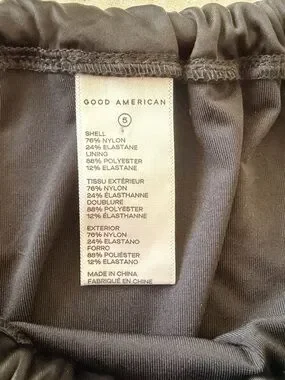 GOOD AMERICAN
5
SHELL
76% NYLON
24% ELASTANE
LINING
88% POLYESTER
12% ELASTANE
TISSU EXTÉRIEUR
76% NYLON
24% ÉLASTHANNE
DOUBLURE
88% POLYESTER
12% ÉLASTHANNE
EXTERIOR
76% NYLON
24% ELASTANO
FORRO
88% POLIÉSTER
12% ELASTANO
MADE IN CHINA
FABRIQUÉ EN CHINE